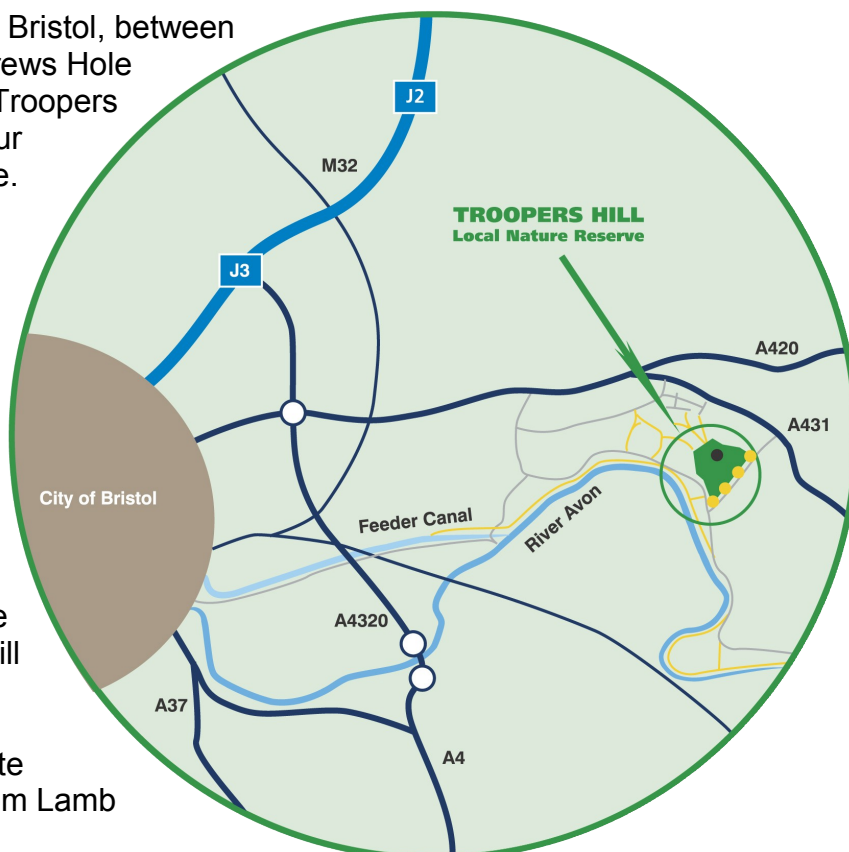 Bristol, between
rews Hole
Troopers
ur
e.
J2
M32
TROOPERS HILL
Local Nature Reserve
J3
A420
A431
City of Bristol
Feeder Canal
River Avon
A4320
e
ill
A37
A4
te
m Lamb